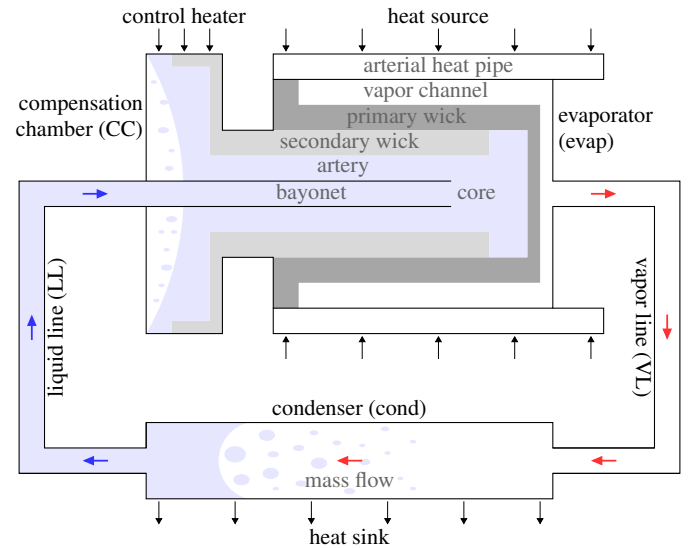 control heater
heat source
arterial heat pipe
vapor channel
compensation
chamber (CC)
primary wick
evaporator
(evap)
secondary wick
artery
bayonet
core
liquid line (LL)
vapor line (VL)
condenser (cond)
mass flow
heat sink